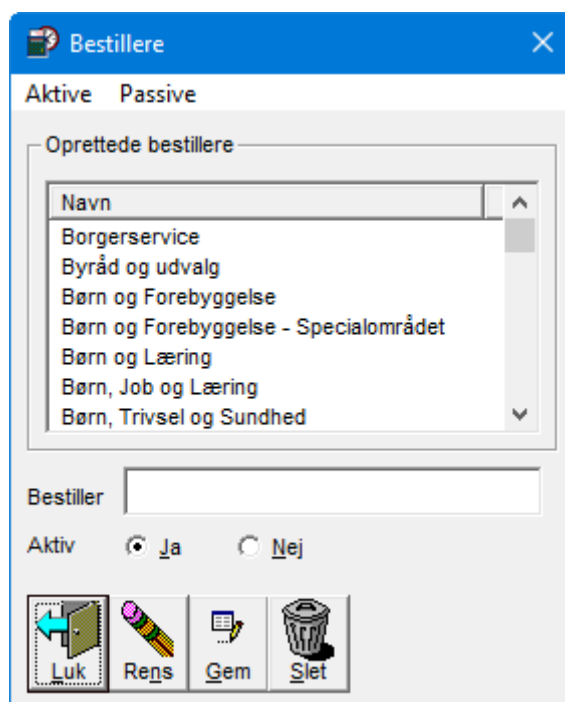 Bestillere
Aktive Passive
Oprettede bestillere
Navn
Borgerservice
Byråd og udvalg
Børn og Forebyggelse
Børn og Forebyggelse - Specialområdet
Børn og Læring
Børn, Job og Læring
Børn, Trivsel og Sundhed
Bestiller
Aktiv Ja Nej
Luk Rens Gem Slet